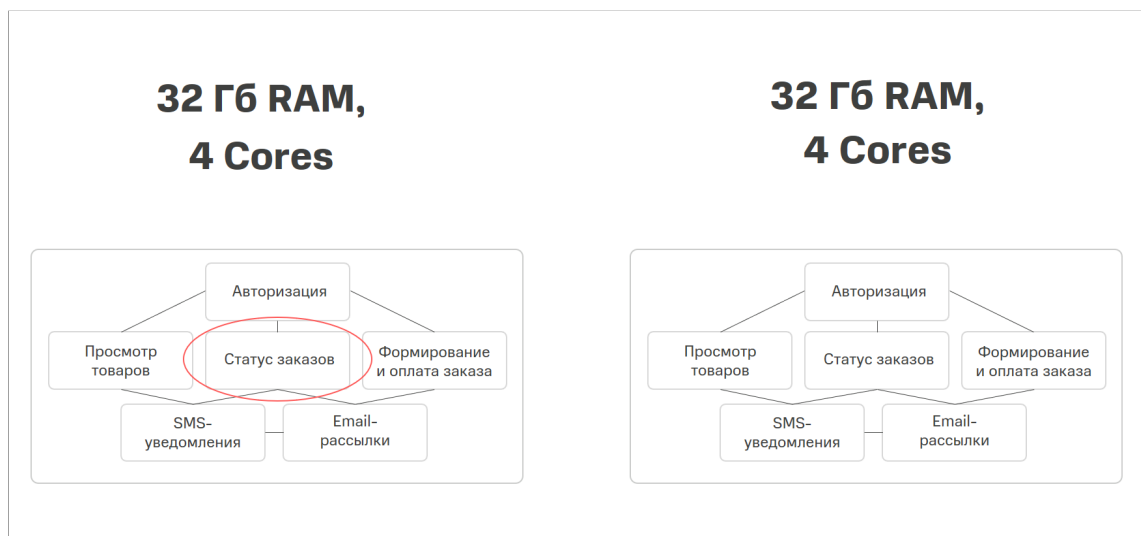 32 Гб RAM,
4 Cores
Авторизация
Просмотр
товаров
Статус заказов
Формирование
и оплата заказа
SMS-
уведомления
Email-
рассылки
32 Гб RAM,
4 Cores
Авторизация
Просмотр
товаров
Статус заказов
Формирование
и оплата заказа
SMS-
уведомления
Email-
рассылки